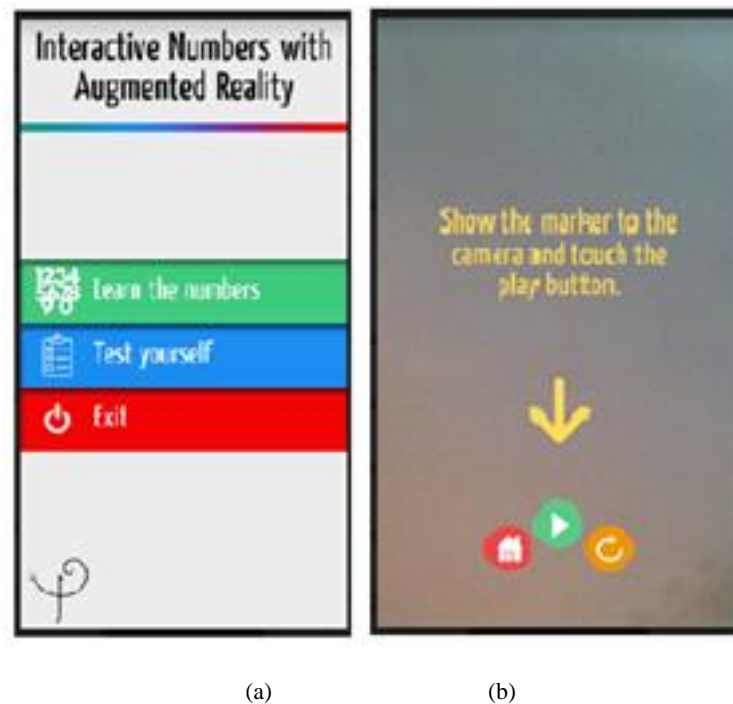 Interactive Numbers with
Augmented Reality
1234
Learn the numbers
Test yourself
Exit
Show the marker to the
camera and touch the
play button.
(a)
(b)